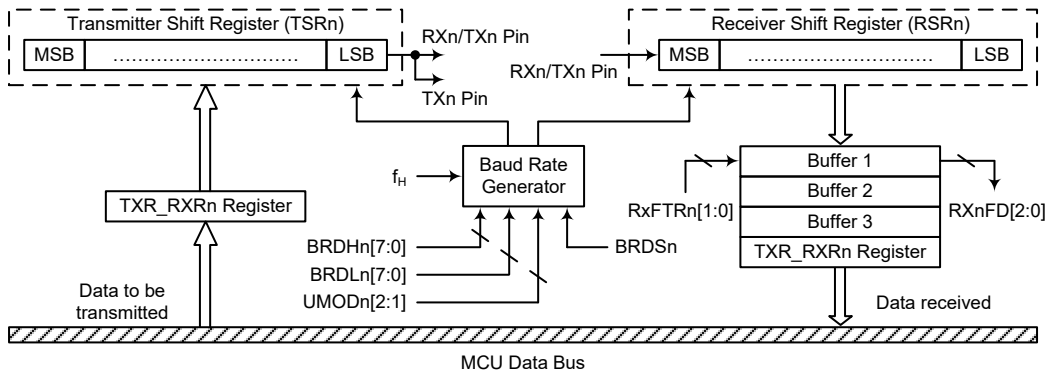 Transmitter Shift Register (TSRn)
MSB
…………………………
LSB
RXn/TXn Pin
TXn Pin
Receiver Shift Register (RSRn)
RXn/TXn Pin
MSB
…………………………
LSB
Baud Rate
Generator
fH
BRDHn[7:0]
BRDLn[7:0]
UMODn[2:1]
BRDSn
TXR_RXRn Register
Data to be
transmitted
Buffer 1
Buffer 2
Buffer 3
TXR_RXRn Register
RxFTRn[1:0]
RXnFD[2:0]
Data received
MCU Data Bus